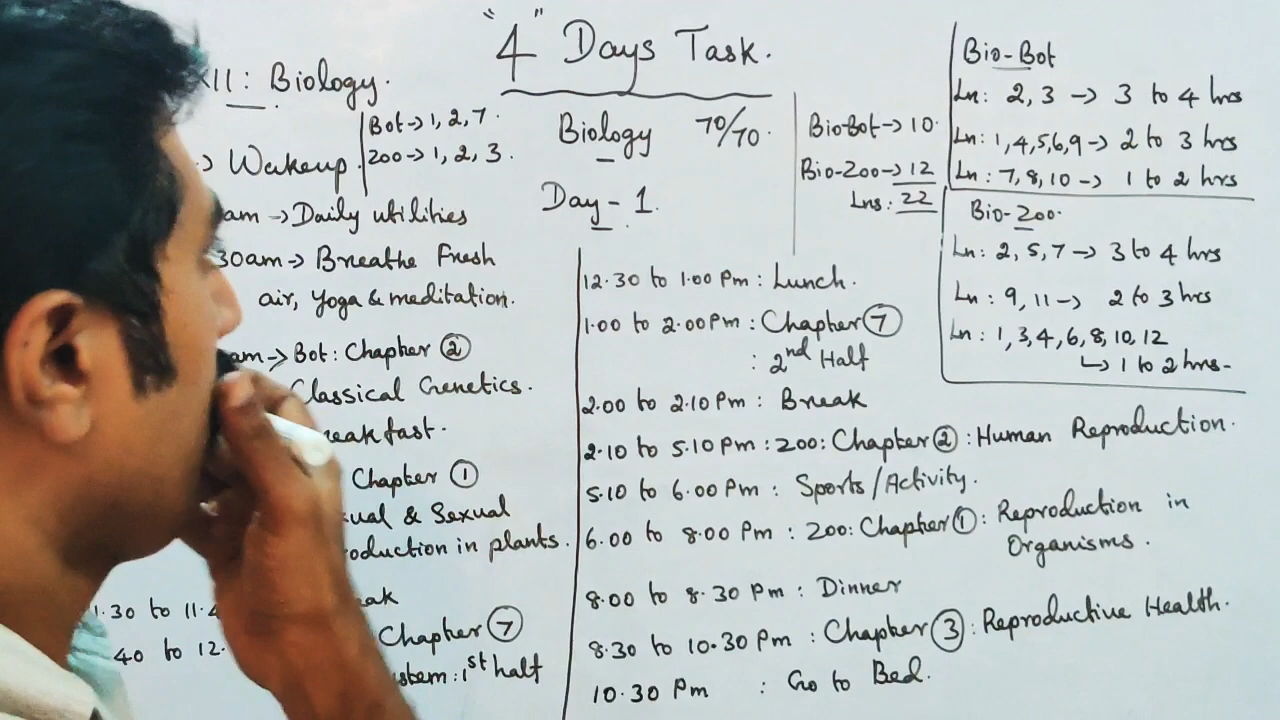 "4" Days Task.
XII: Biology.
Bot → 1, 2, 7.
Zoo → 1, 2, 3.
Biology 70/70.
Day - 1.
Bio-Bot → 10.
Bio-Zoo → 12
Lns: 22
Bio-Bot
Ln: 2, 3 → 3 to 4 hrs
Ln: 1,4,5,6,9 → 2 to 3 hrs
Ln: 7, 8, 10 → 1 to 2 hrs
Bio-Zoo.
Ln: 2, 5, 7 → 3 to 4 hrs
Ln: 9, 11 → 2 to 3 hrs
Ln: 1, 3, 4, 6, 8, 10, 12
↳ 1 to 2 hrs -
→ Wakeup.
am → Daily utilities
30am → Breathe Fresh
air, Yoga & meditation.
am → Bot: Chapter 2
Classical Genetics.
Chapter 1
& Sexual
in plants.
1.30 to 11.4
40 to 12.
Chapter 7
: 1st half
12.30 to 1.00 Pm : Lunch.
1.00 to 2.00 Pm : Chapter 7
: 2nd Half
2.00 to 2.10 Pm : Break
2.10 to 5.10 Pm : Zoo: Chapter 2 : Human Reproduction.
5.10 to 6.00 Pm : Sports/Activity.
6.00 to 8.00 Pm : Zoo: Chapter 1 : Reproduction in
Organisms.
8.00 to 8.30 Pm : Dinner
8.30 to 10.30 Pm : Chapter 3 : Reproductive Health.
10.30 Pm : Go to Bed.